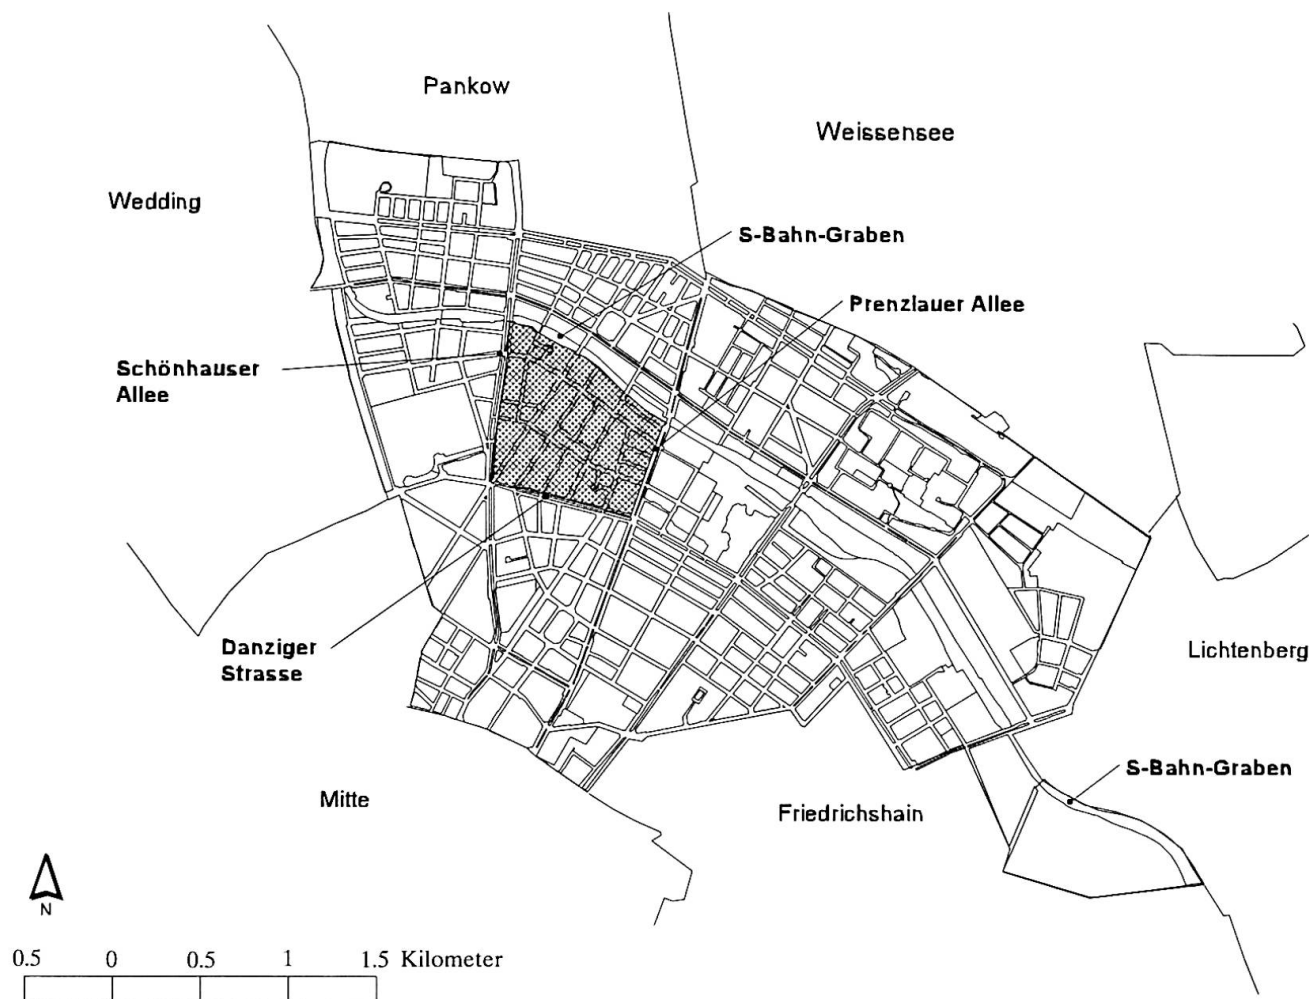 Pankow
Weissensee
Wedding
S-Bahn-Graben
Prenzlauer Allee
Schönhauser
Allee
Danziger
Strasse
Lichtenberg
S-Bahn-Graben
Mitte
Friedrichshain
N
0.5 0 0.5 1 1.5 Kilometer